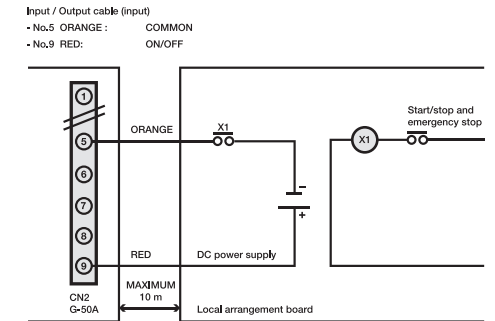 Input / Output cable (input)
- No.5 ORANGE : COMMON
- No.9 RED: ON/OFF
1
5
6
7
8
9
ORANGE
X1
X1
Start/stop and
emergency stop
-
+
RED
DC power supply
MAXIMUM
10 m
CN2
G-50A
Local arrangement board